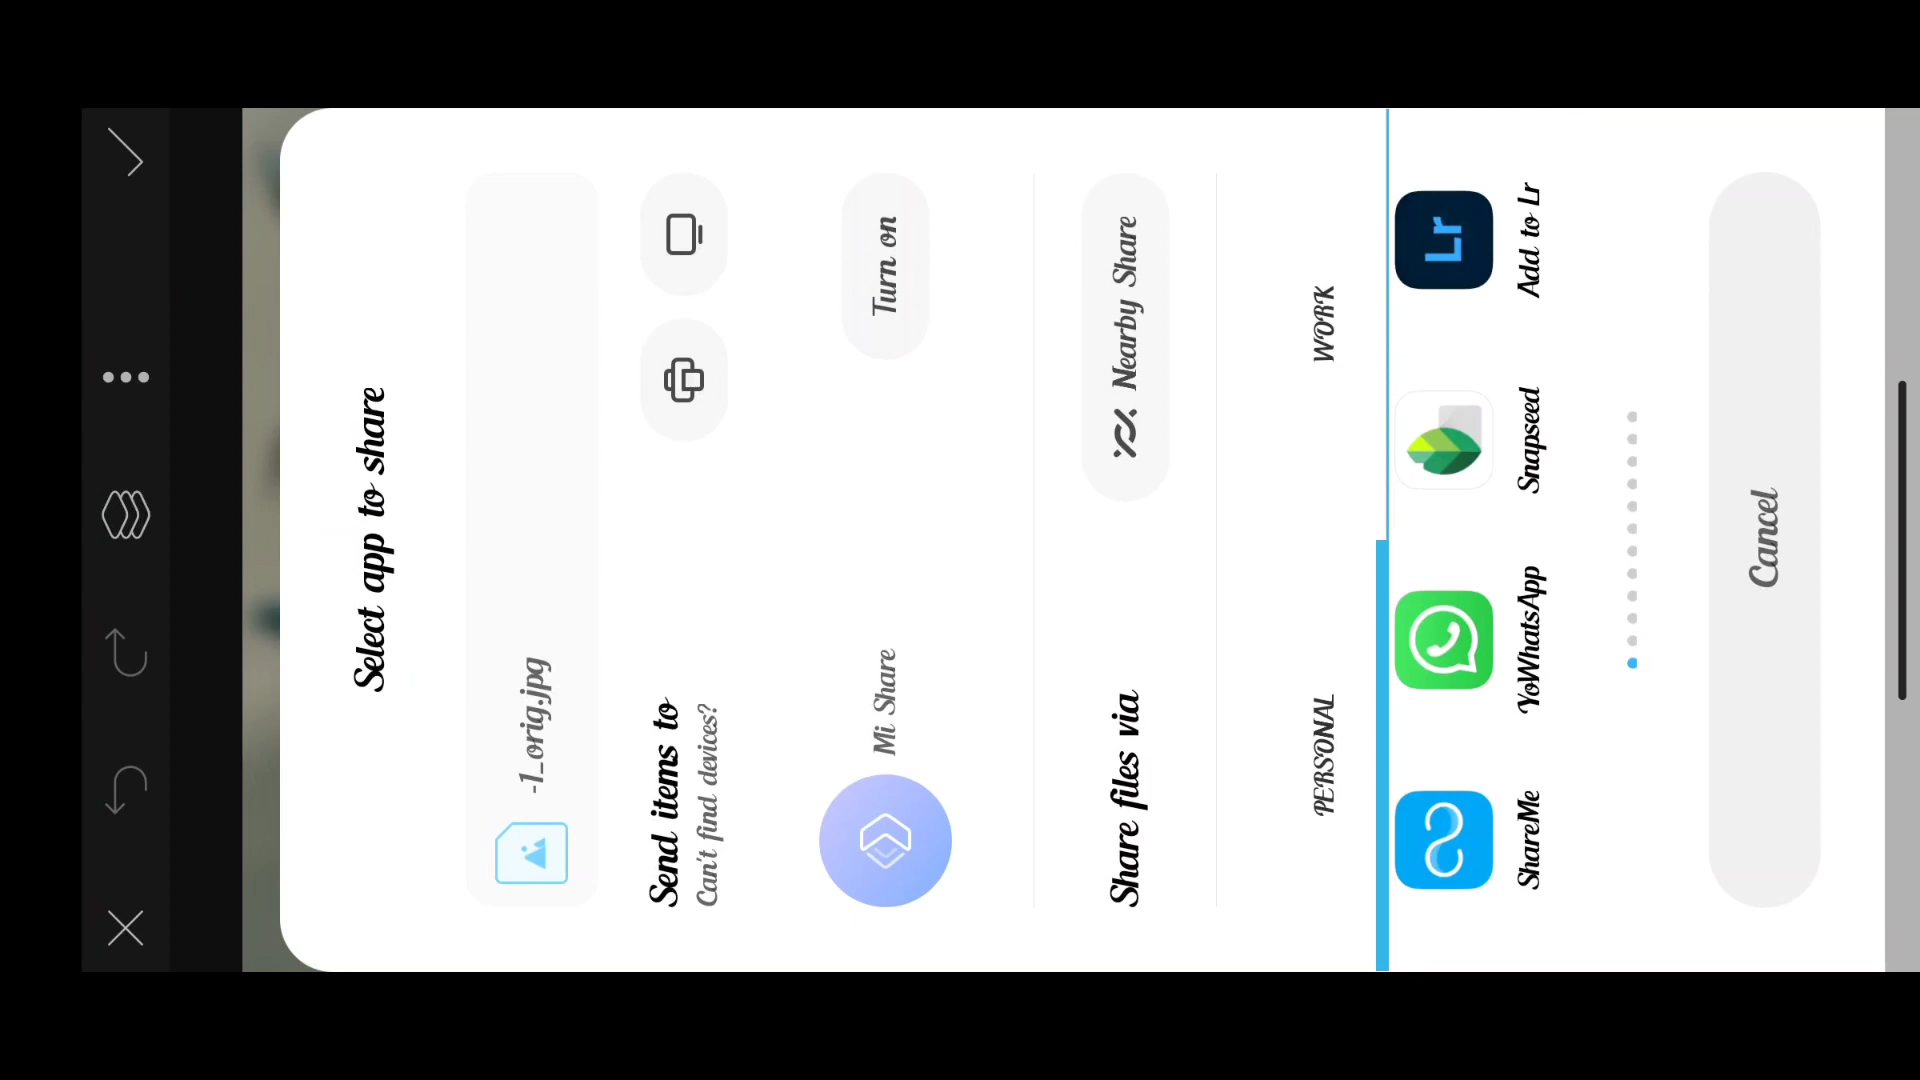 Select app to share
-1_orig.jpg
Send items to
Can't find devices?
Mi Share
Turn on
Share files via
Nearby Share
PERSONAL
WORK
ShareMe
YoWhatsApp
Snapseed
Lr
Add to Lr
Cancel